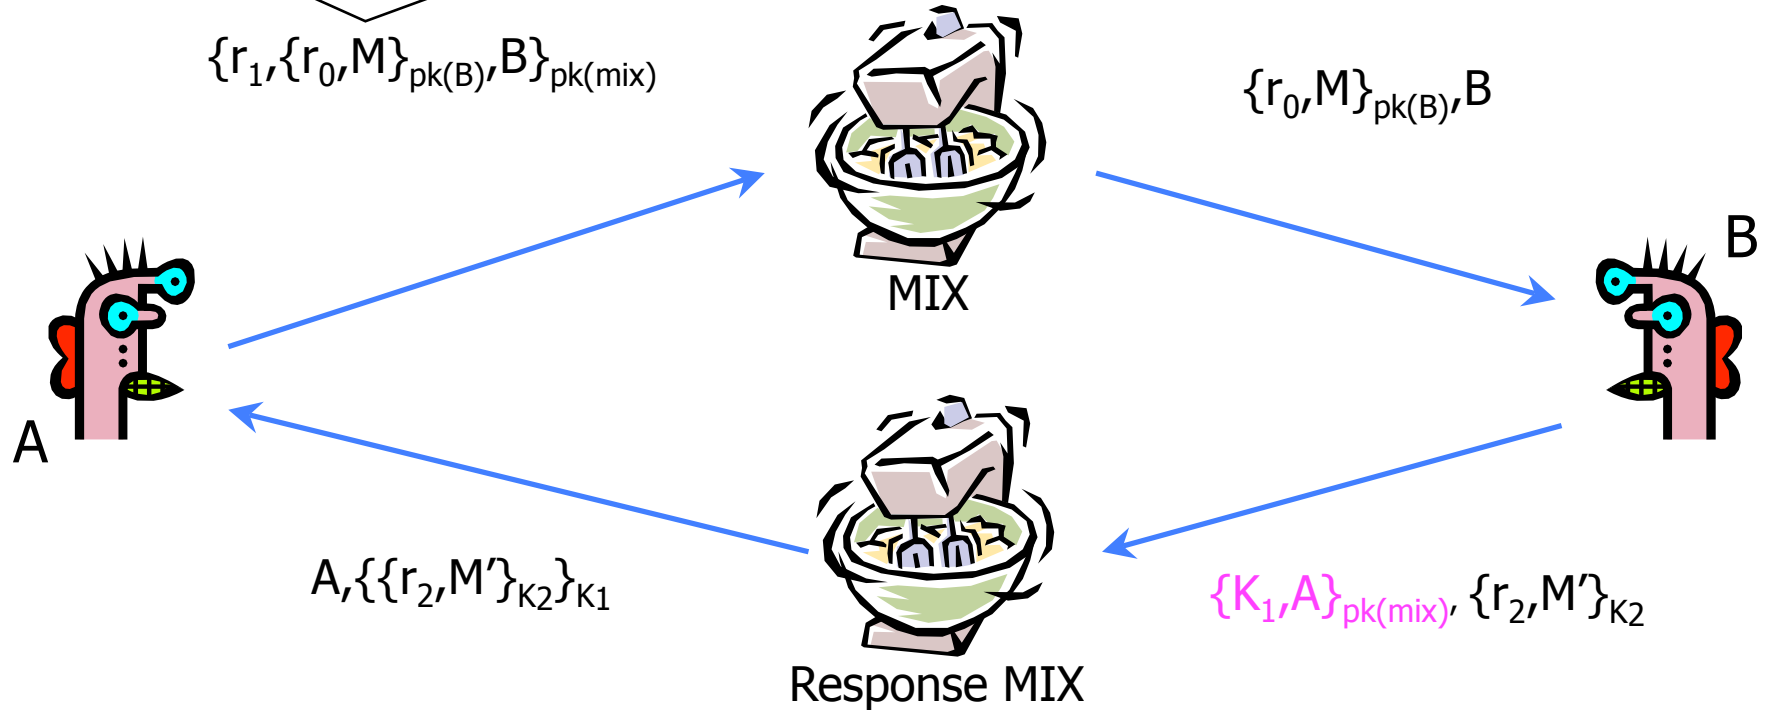 {r₁,{r₀,M}pk(B),B}pk(mix)
{r₀,M}pk(B),B
MIX
B
A
A,{{r₂,M’}K2}K1
{K₁,A}pk(mix), {r₂,M’}K2
Response MIX